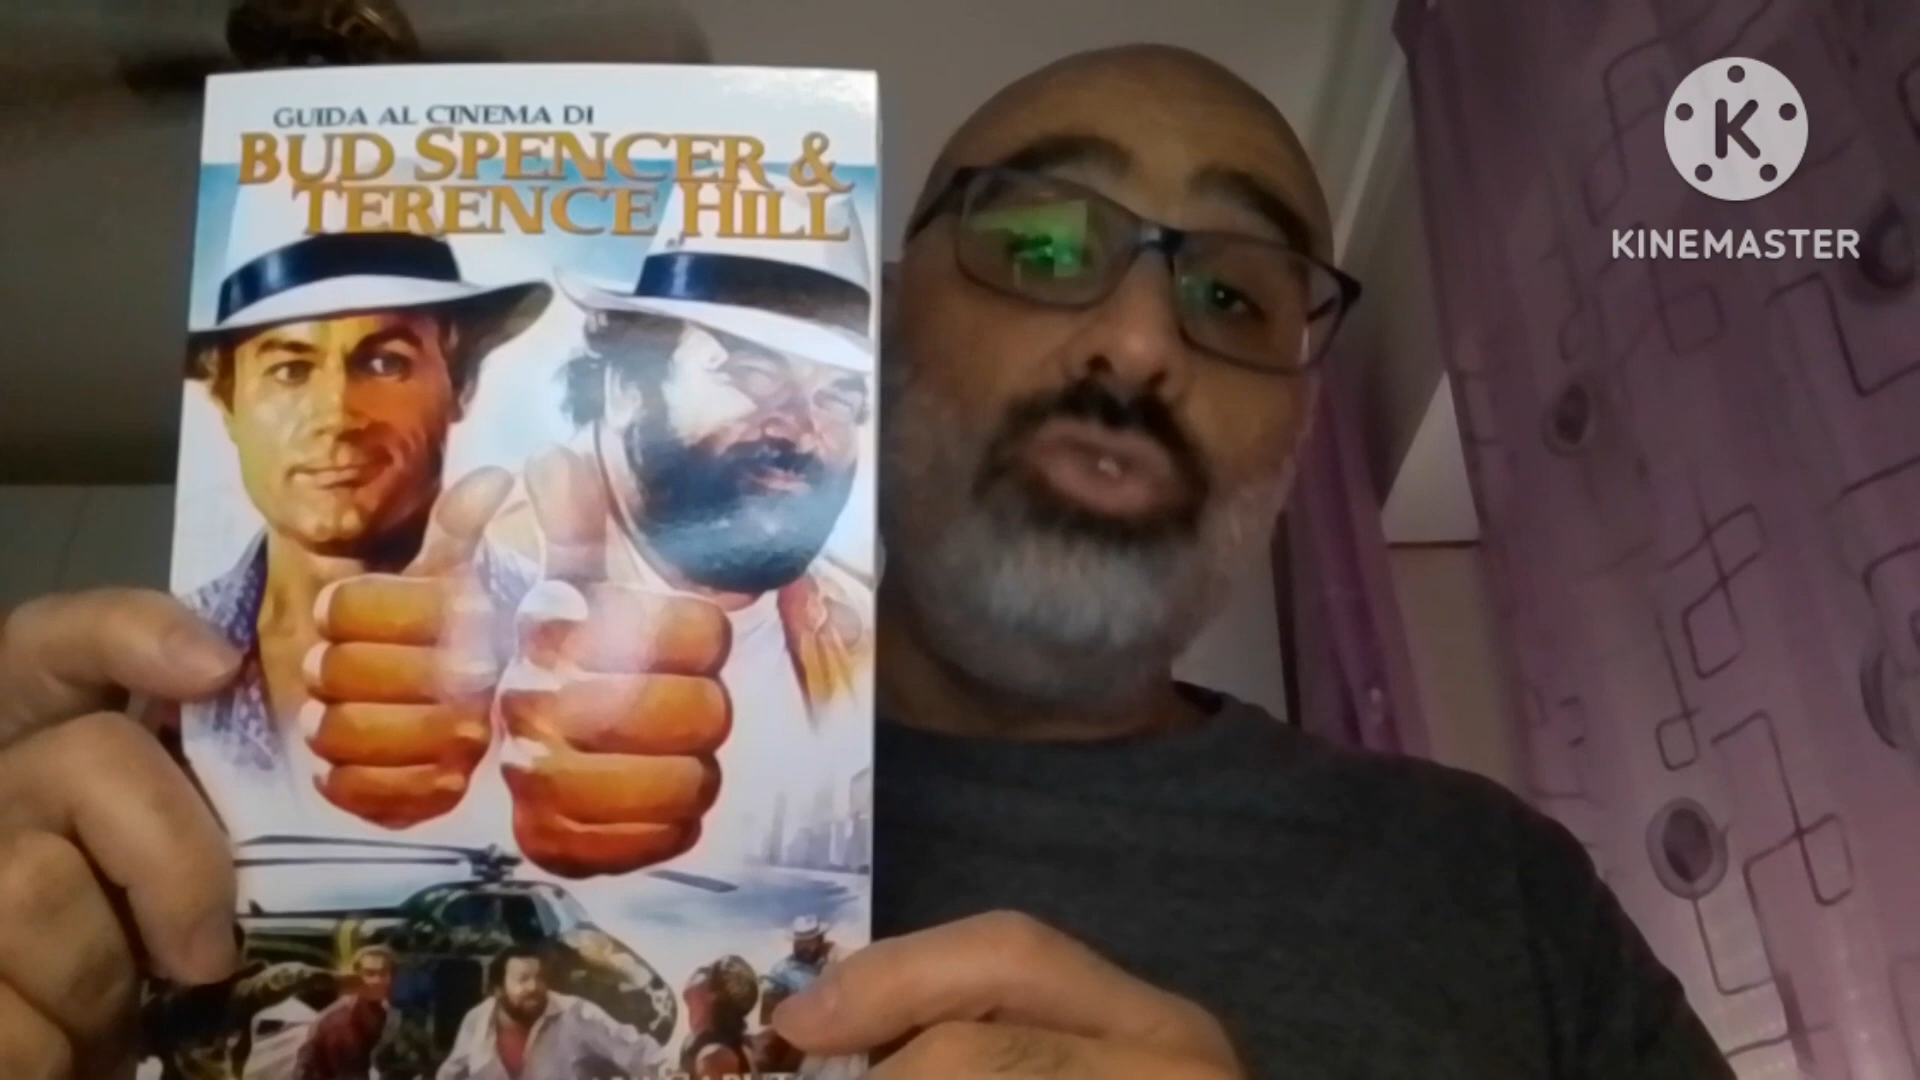 GUIDA AL CINEMA DI
BUD SPENCER &
TERENCE HILL
K
KINEMASTER